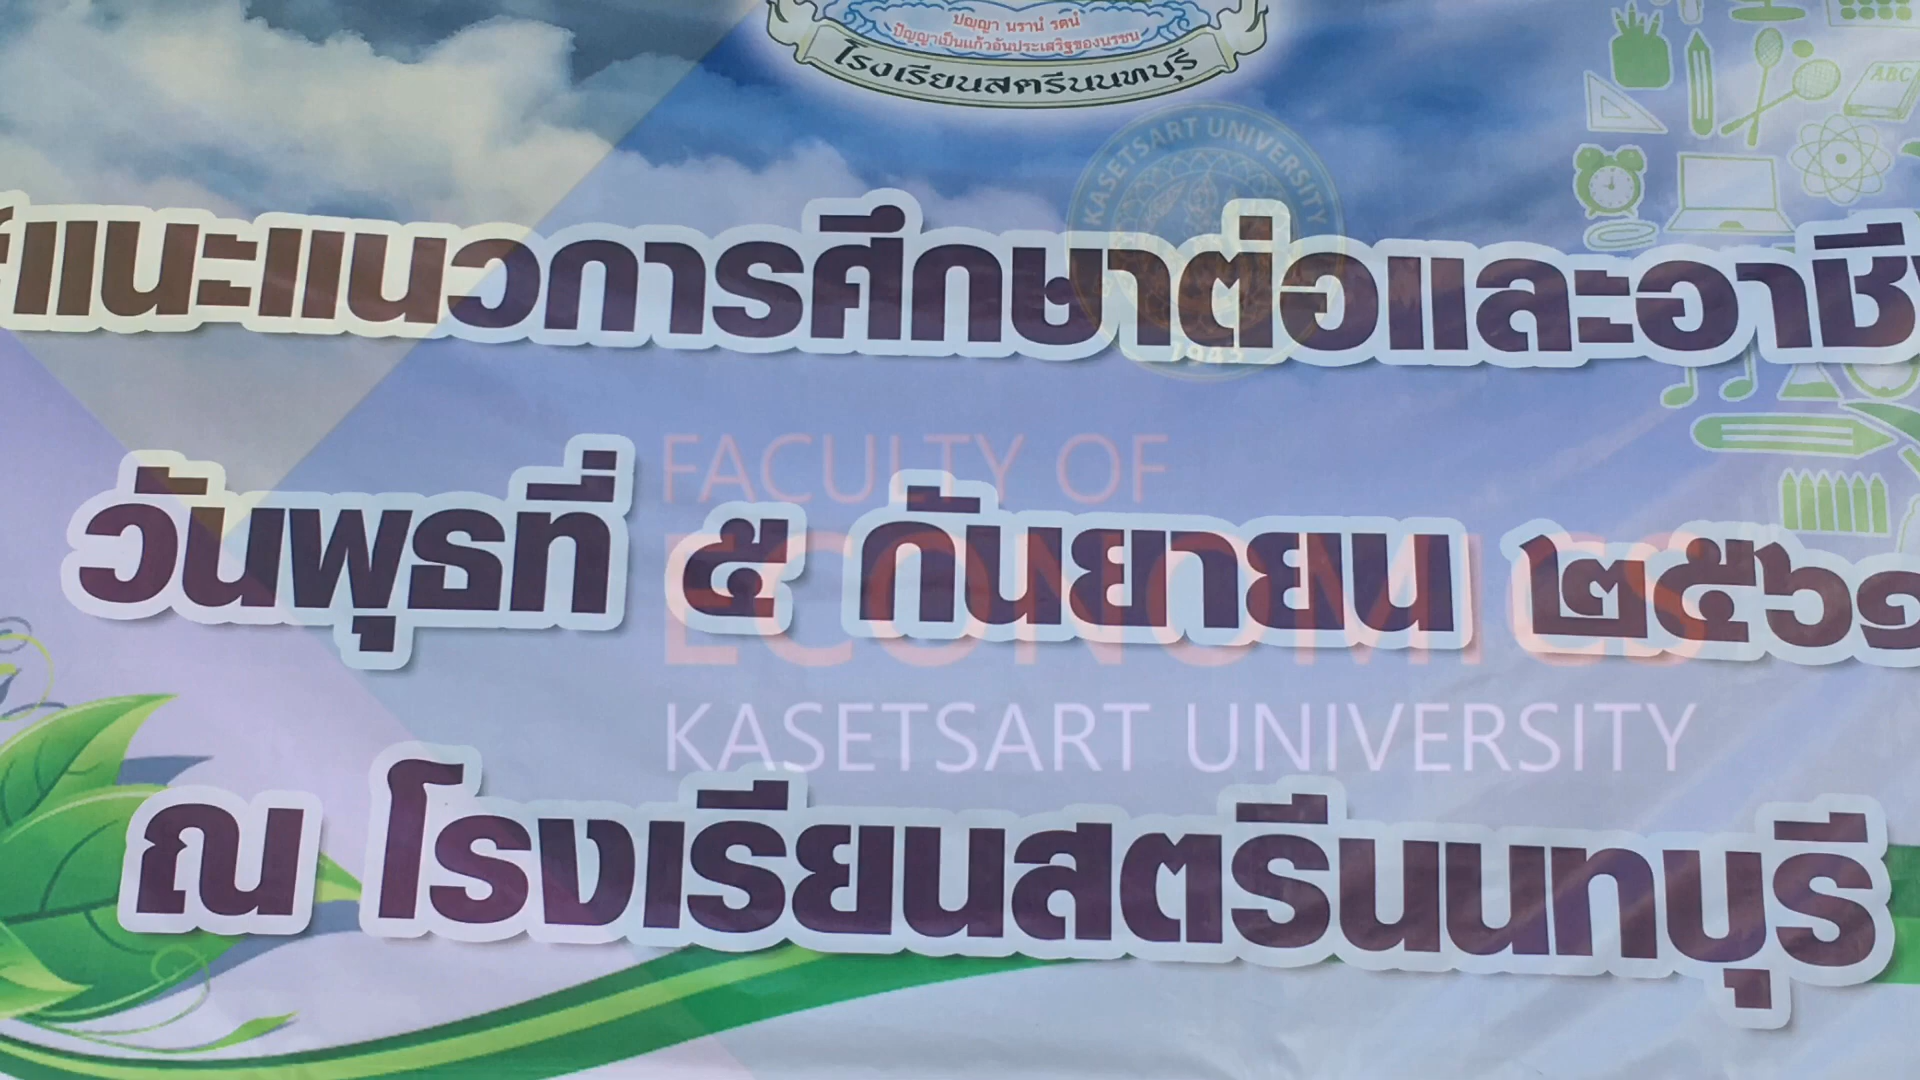 ปญญา นรานํ รตนํ
ปัญญาเป็นแก้วอันประเสริฐของนรชน
โรงเรียนสตรีนนทบุรี
ABC
KASETSART UNIVERSITY
แนะแนวการศึกษาต่อและอาชี
1943
FACULTY OF
วันพุธที่ ๕ กันยายน ๒๕๖๑
ECONOMICS
KASETSART UNIVERSITY
ณ โรงเรียนสตรีนนทบุรี